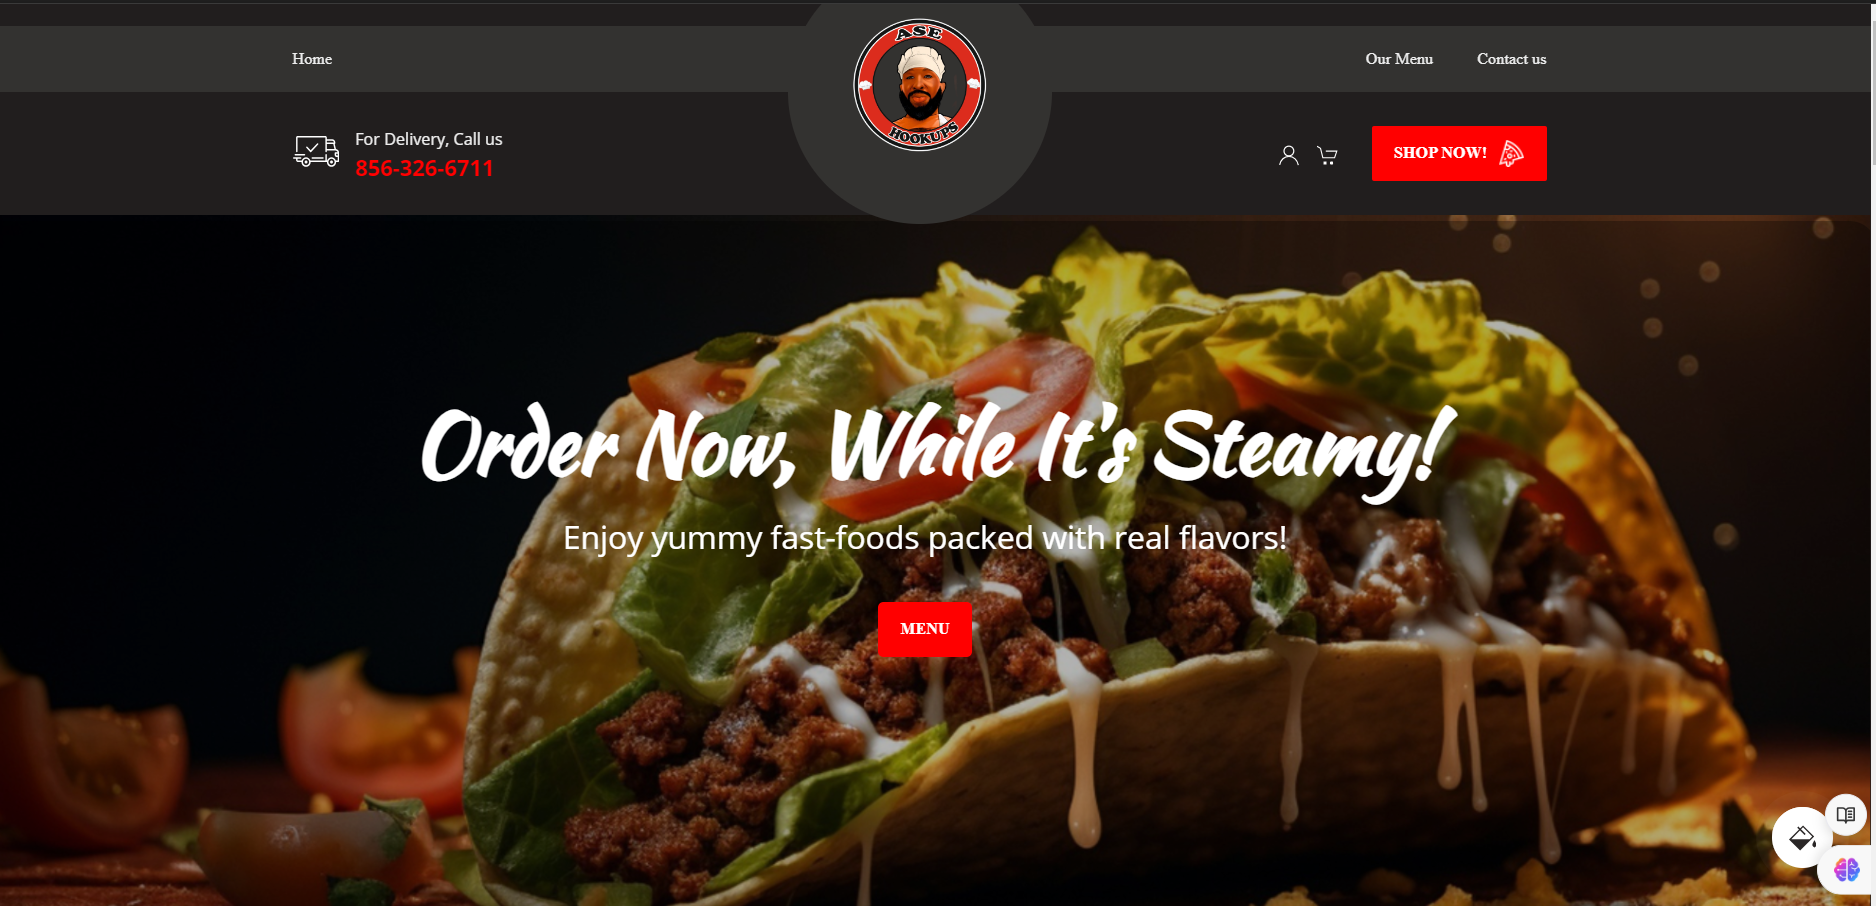 Home
ASE
HOOKUPS
Our Menu
Contact us
For Delivery, Call us
856-326-6711
SHOP NOW!
Order Now, While It's Steamy!
Enjoy yummy fast-foods packed with real flavors!
MENU